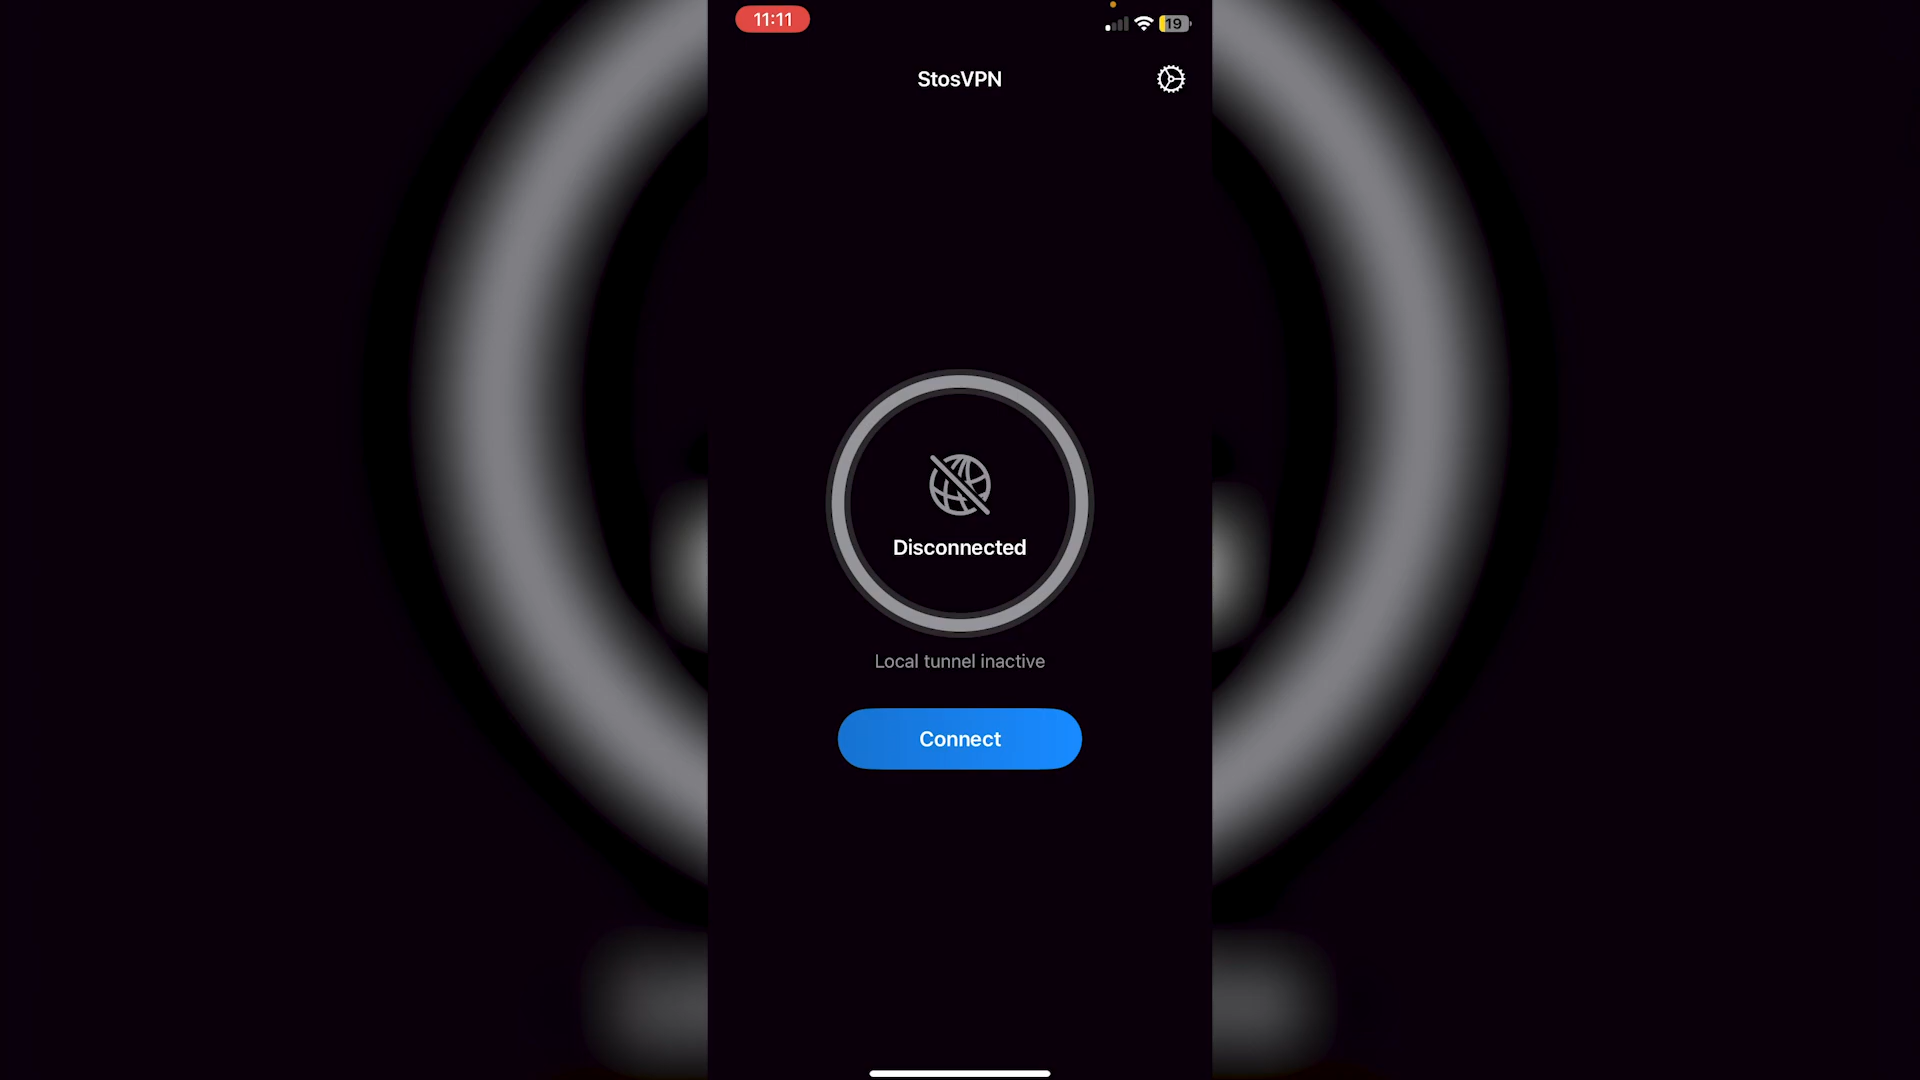 11:11
19
StosVPN
Disconnected
Local tunnel inactive
Connect